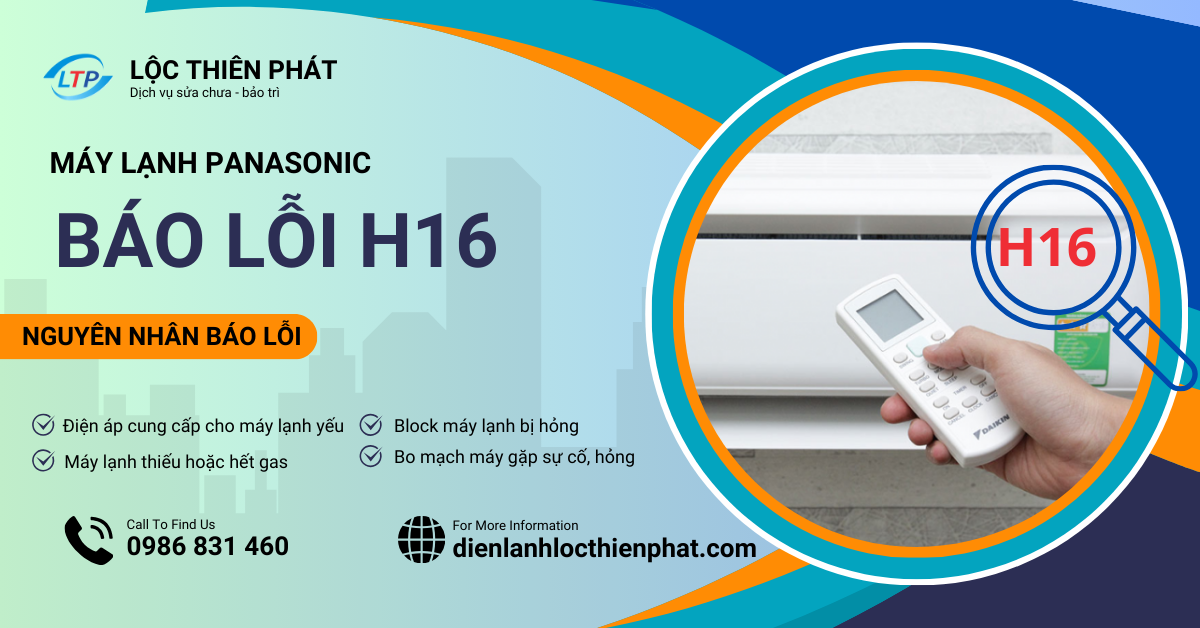 LTP
LỘC THIÊN PHÁT
Dịch vụ sửa chưa - bảo trì
MÁY LẠNH PANASONIC
BÁO LỖI H16
H16
NGUYÊN NHÂN BÁO LỖI
Điện áp cung cấp cho máy lạnh yếu
Máy lạnh thiếu hoặc hết gas
Block máy lạnh bị hỏng
Bo mạch máy gặp sự cố, hỏng
DAIKIN
Call To Find Us
0986 831 460
For More Information
dienlanhlocthienphat.com